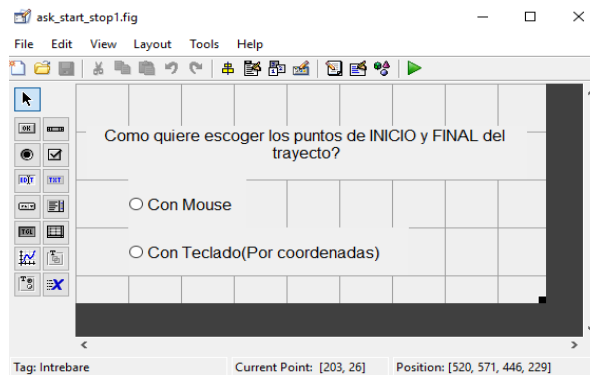 ask_start_stop1.fig
File Edit View Layout Tools Help
Como quiere escoger los puntos de INICIO y FINAL del
trayecto?
Con Mouse
Con Teclado(Por coordenadas)
Tag: Intrebare Current Point: [203, 26] Position: [520, 571, 446, 229]